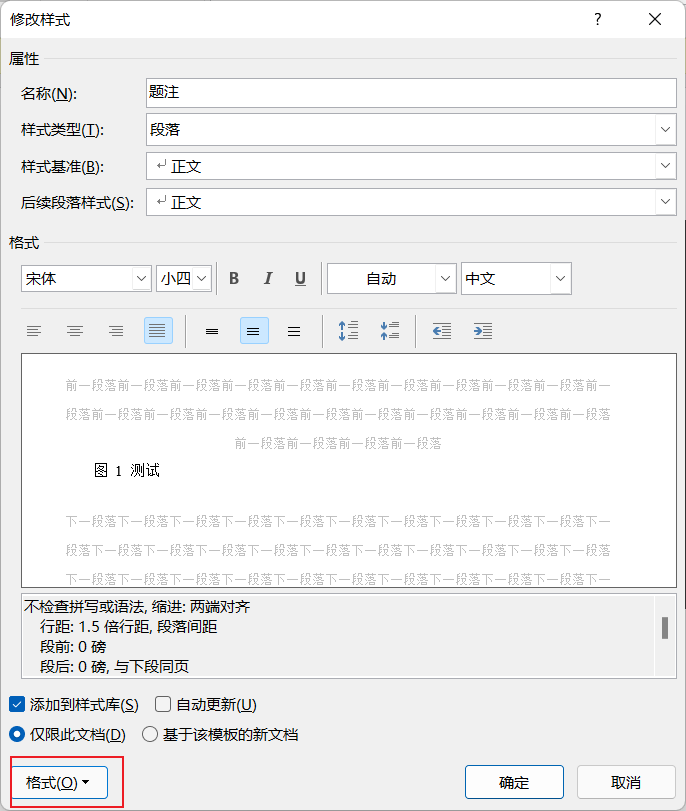 修改样式
?
属性
名称(N):
题注
样式类型(T):
段落
样式基准(B):
正文
后续段落样式(S):
正文
格式
宋体 小四 B I U 自动 中文
前一段落前一段落前一段落前一段落前一段落前一段落前一段落前一段落前一段落前一段落前一
段落前一段落前一段落前一段落前一段落前一段落前一段落前一段落前一段落前一段落前一段落
前一段落前一段落前一段落前一段落
图 1 测试
下一段落下一段落下一段落下一段落下一段落下一段落下一段落下一段落下一段落下一段落下一
段落下一段落下一段落下一段落下一段落下一段落下一段落下一段落下一段落下一段落下一段落
下一段落下一段落下一段落下一段落下一段落下一段落下一段落下一段落下一段落下一段落下一
不检查拼写或语法, 缩进: 两端对齐
行距: 1.5 倍行距, 段落间距
段前: 0 磅
段后: 0 磅, 与下段同页
添加到样式库(S) 自动更新(U)
仅限此文档(D) 基于该模板的新文档
格式(O) 确定 取消